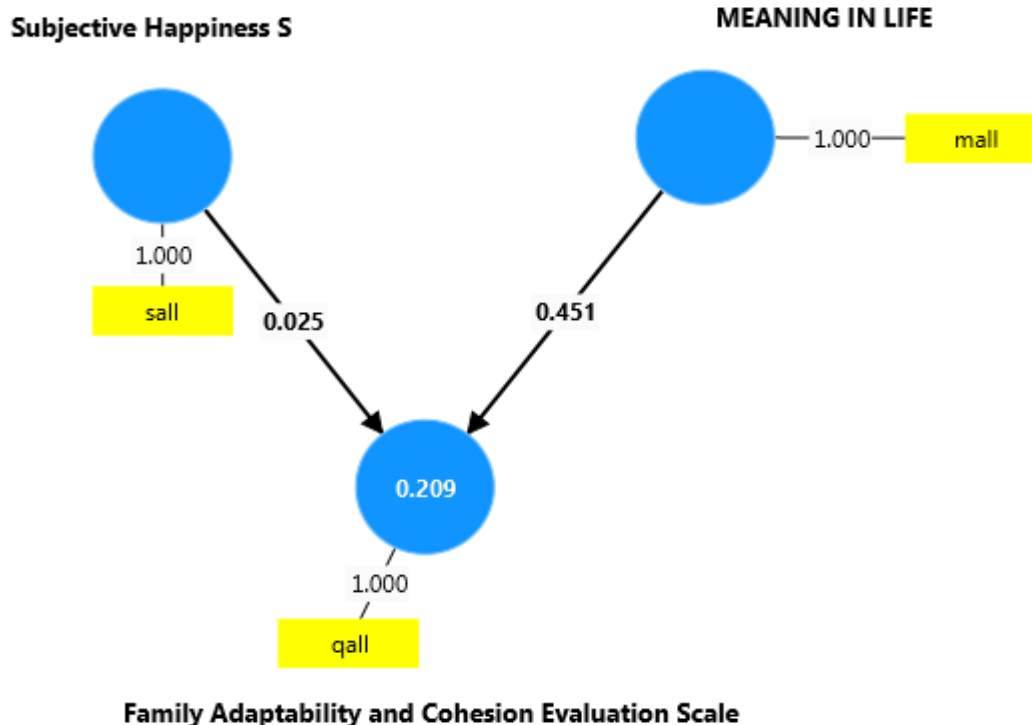 Subjective Happiness S
MEANING IN LIFE
1.000
mall
1.000
sall
0.025
0.451
0.209
1.000
qall
Family Adaptability and Cohesion Evaluation Scale